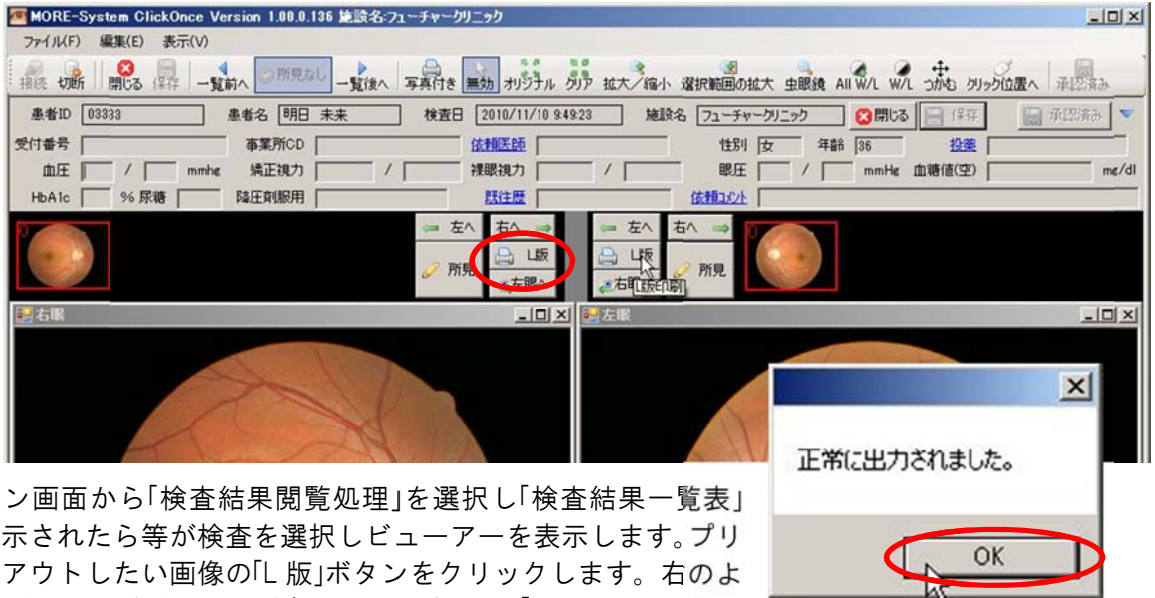 MORE-System ClickOnce Version 1.00.0.136 施設名:フューチャークリニック
ファイル(F) 編集(E) 表示(V)
接続 切断 閉じる 保存 一覧前へ 所見なし 一覧後へ 写真付き 無効 オリジナル クリア 拡大/縮小 選択範囲の拡大 虫眼鏡 All W/L W/L つかむ クリック位置へ 承認済み
患者ID 03333 患者名 明日 未来 検査日 2010/11/10 9:49:23 施設名 フューチャークリニック 閉じる 保存 承認済み
受付番号 事業所CD 依頼医師 性別 女 年齢 36 投薬
血圧 / mmhg 矯正視力 / 裸眼視力 / 眼圧 / mmHg 血糖値(空) mg/dl
HbA1c % 尿糖 降圧剤服用 既往歴 依頼コメント
左へ 右へ 左へ 右へ
所見 L版 L版 所見
左眼へ 右眼 L版印刷
右眼 左眼
正常に出力されました。
OK
ン画面から「検査結果閲覧処理」を選択し「検査結果一覧表」
示されたら等が検査を選択しビューアーを表示します。プリ
アウトしたい画像の「L 版」ボタンをクリックします。右のよ